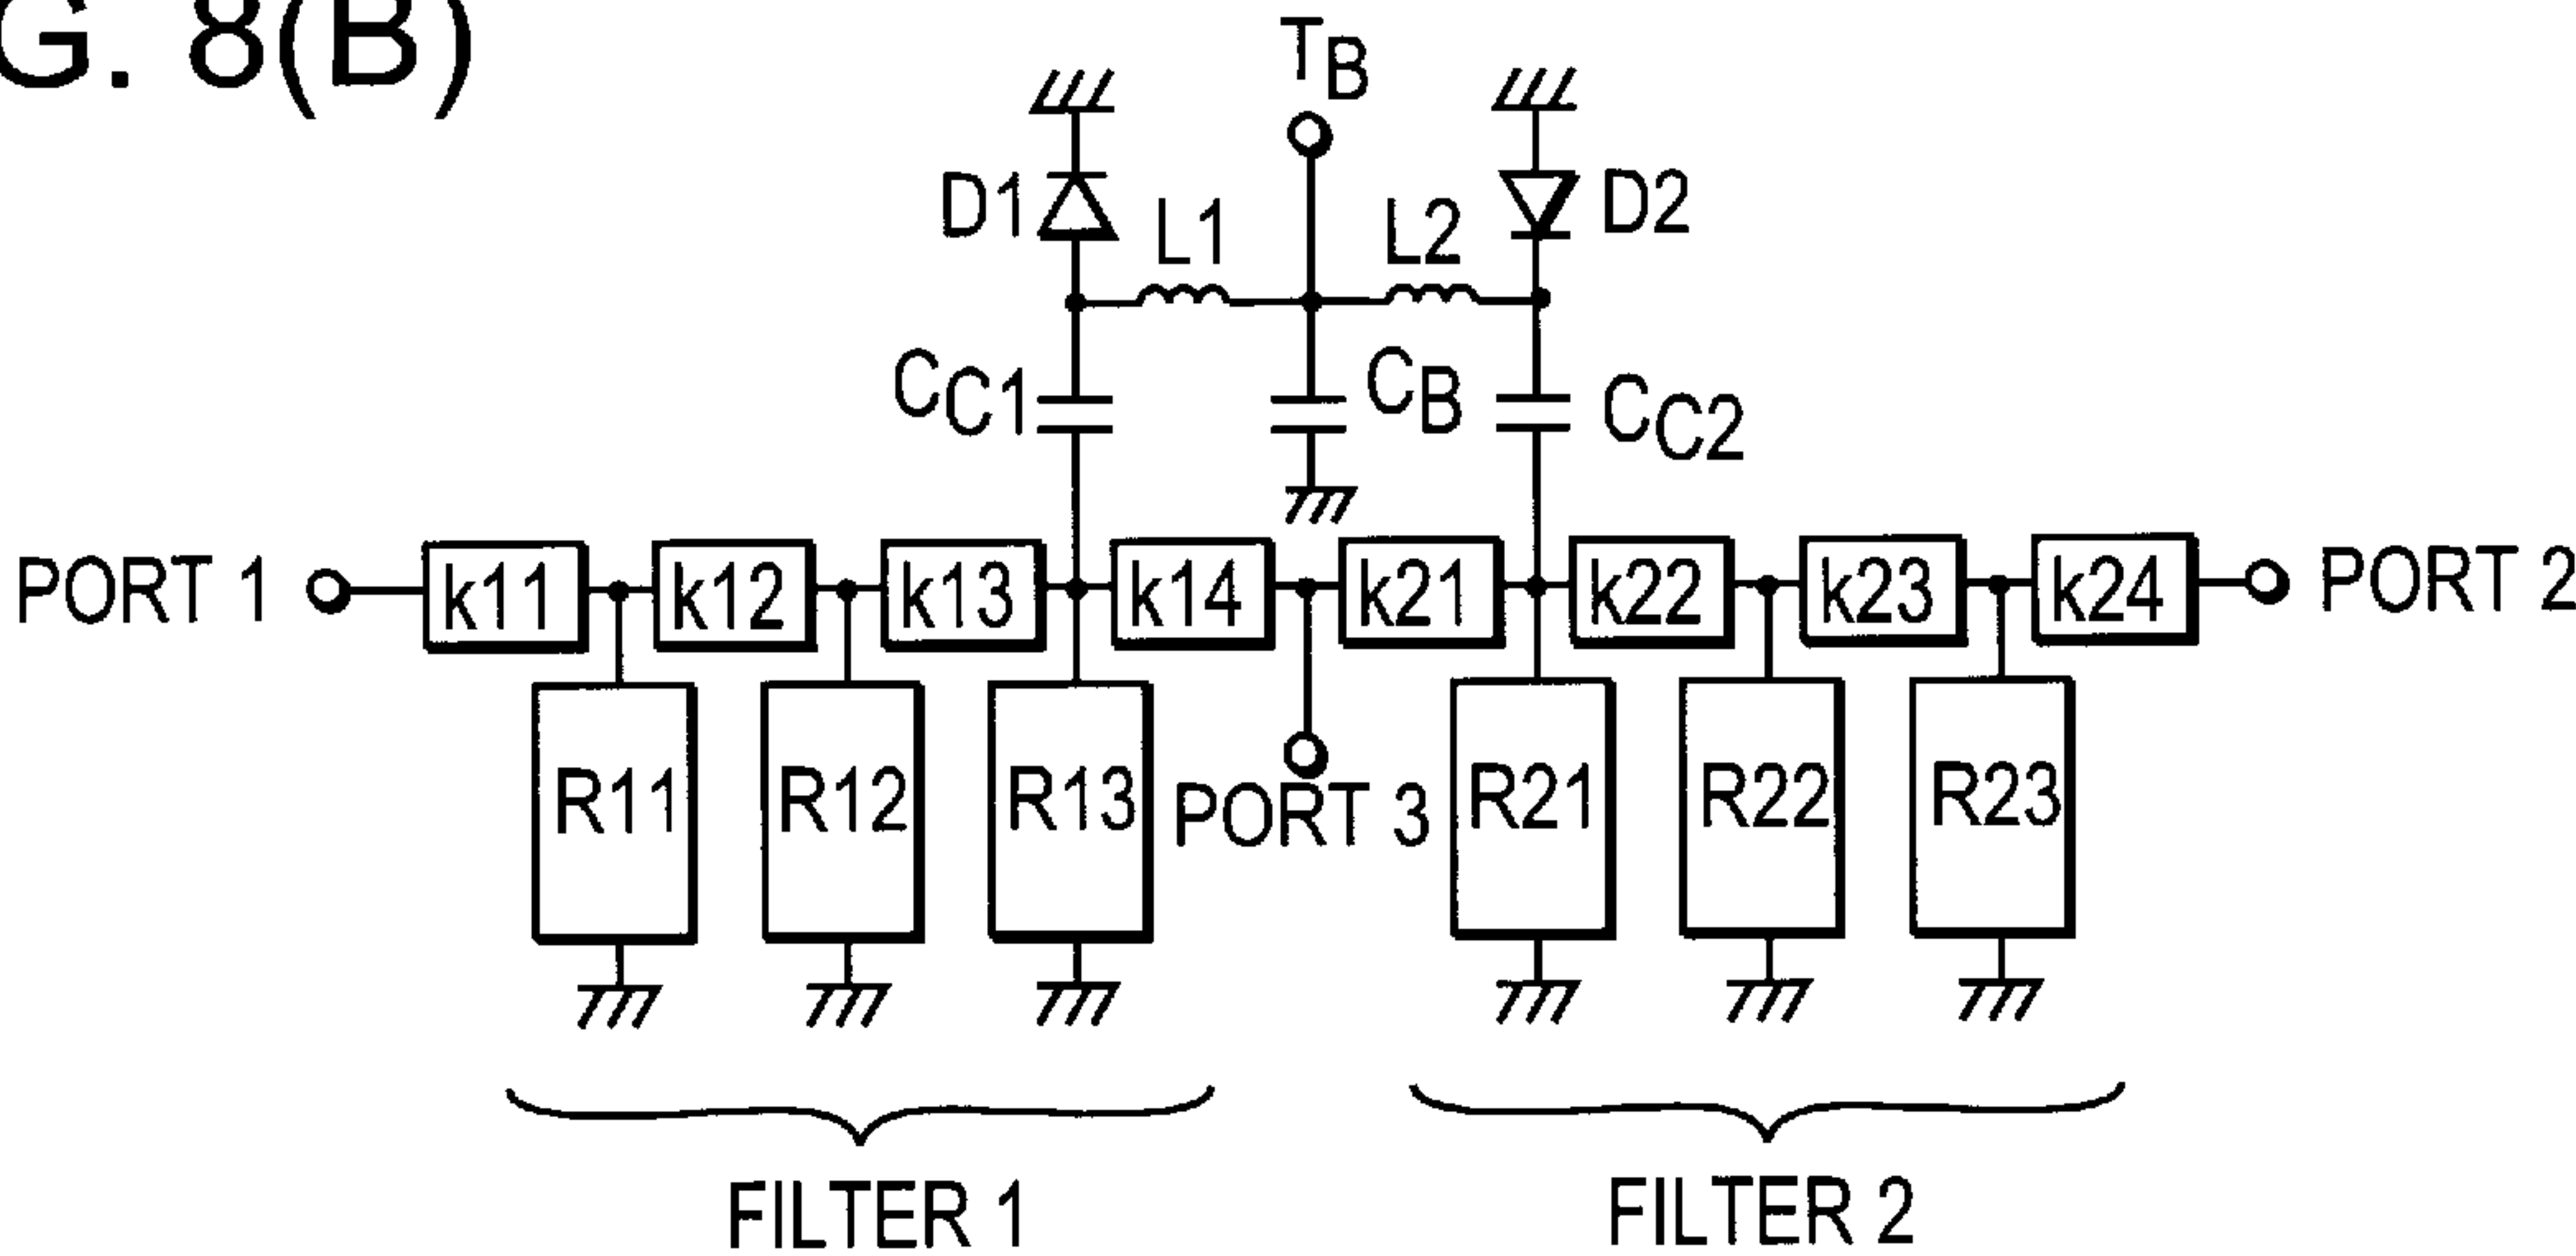 G. 8(B)
TB
D1
L1
L2
D2
CC1
CB
CC2
PORT 1
k11
k12
k13
k14
k21
k22
k23
k24
PORT 2
R11
R12
R13
PORT 3
R21
R22
R23
FILTER 1
FILTER 2